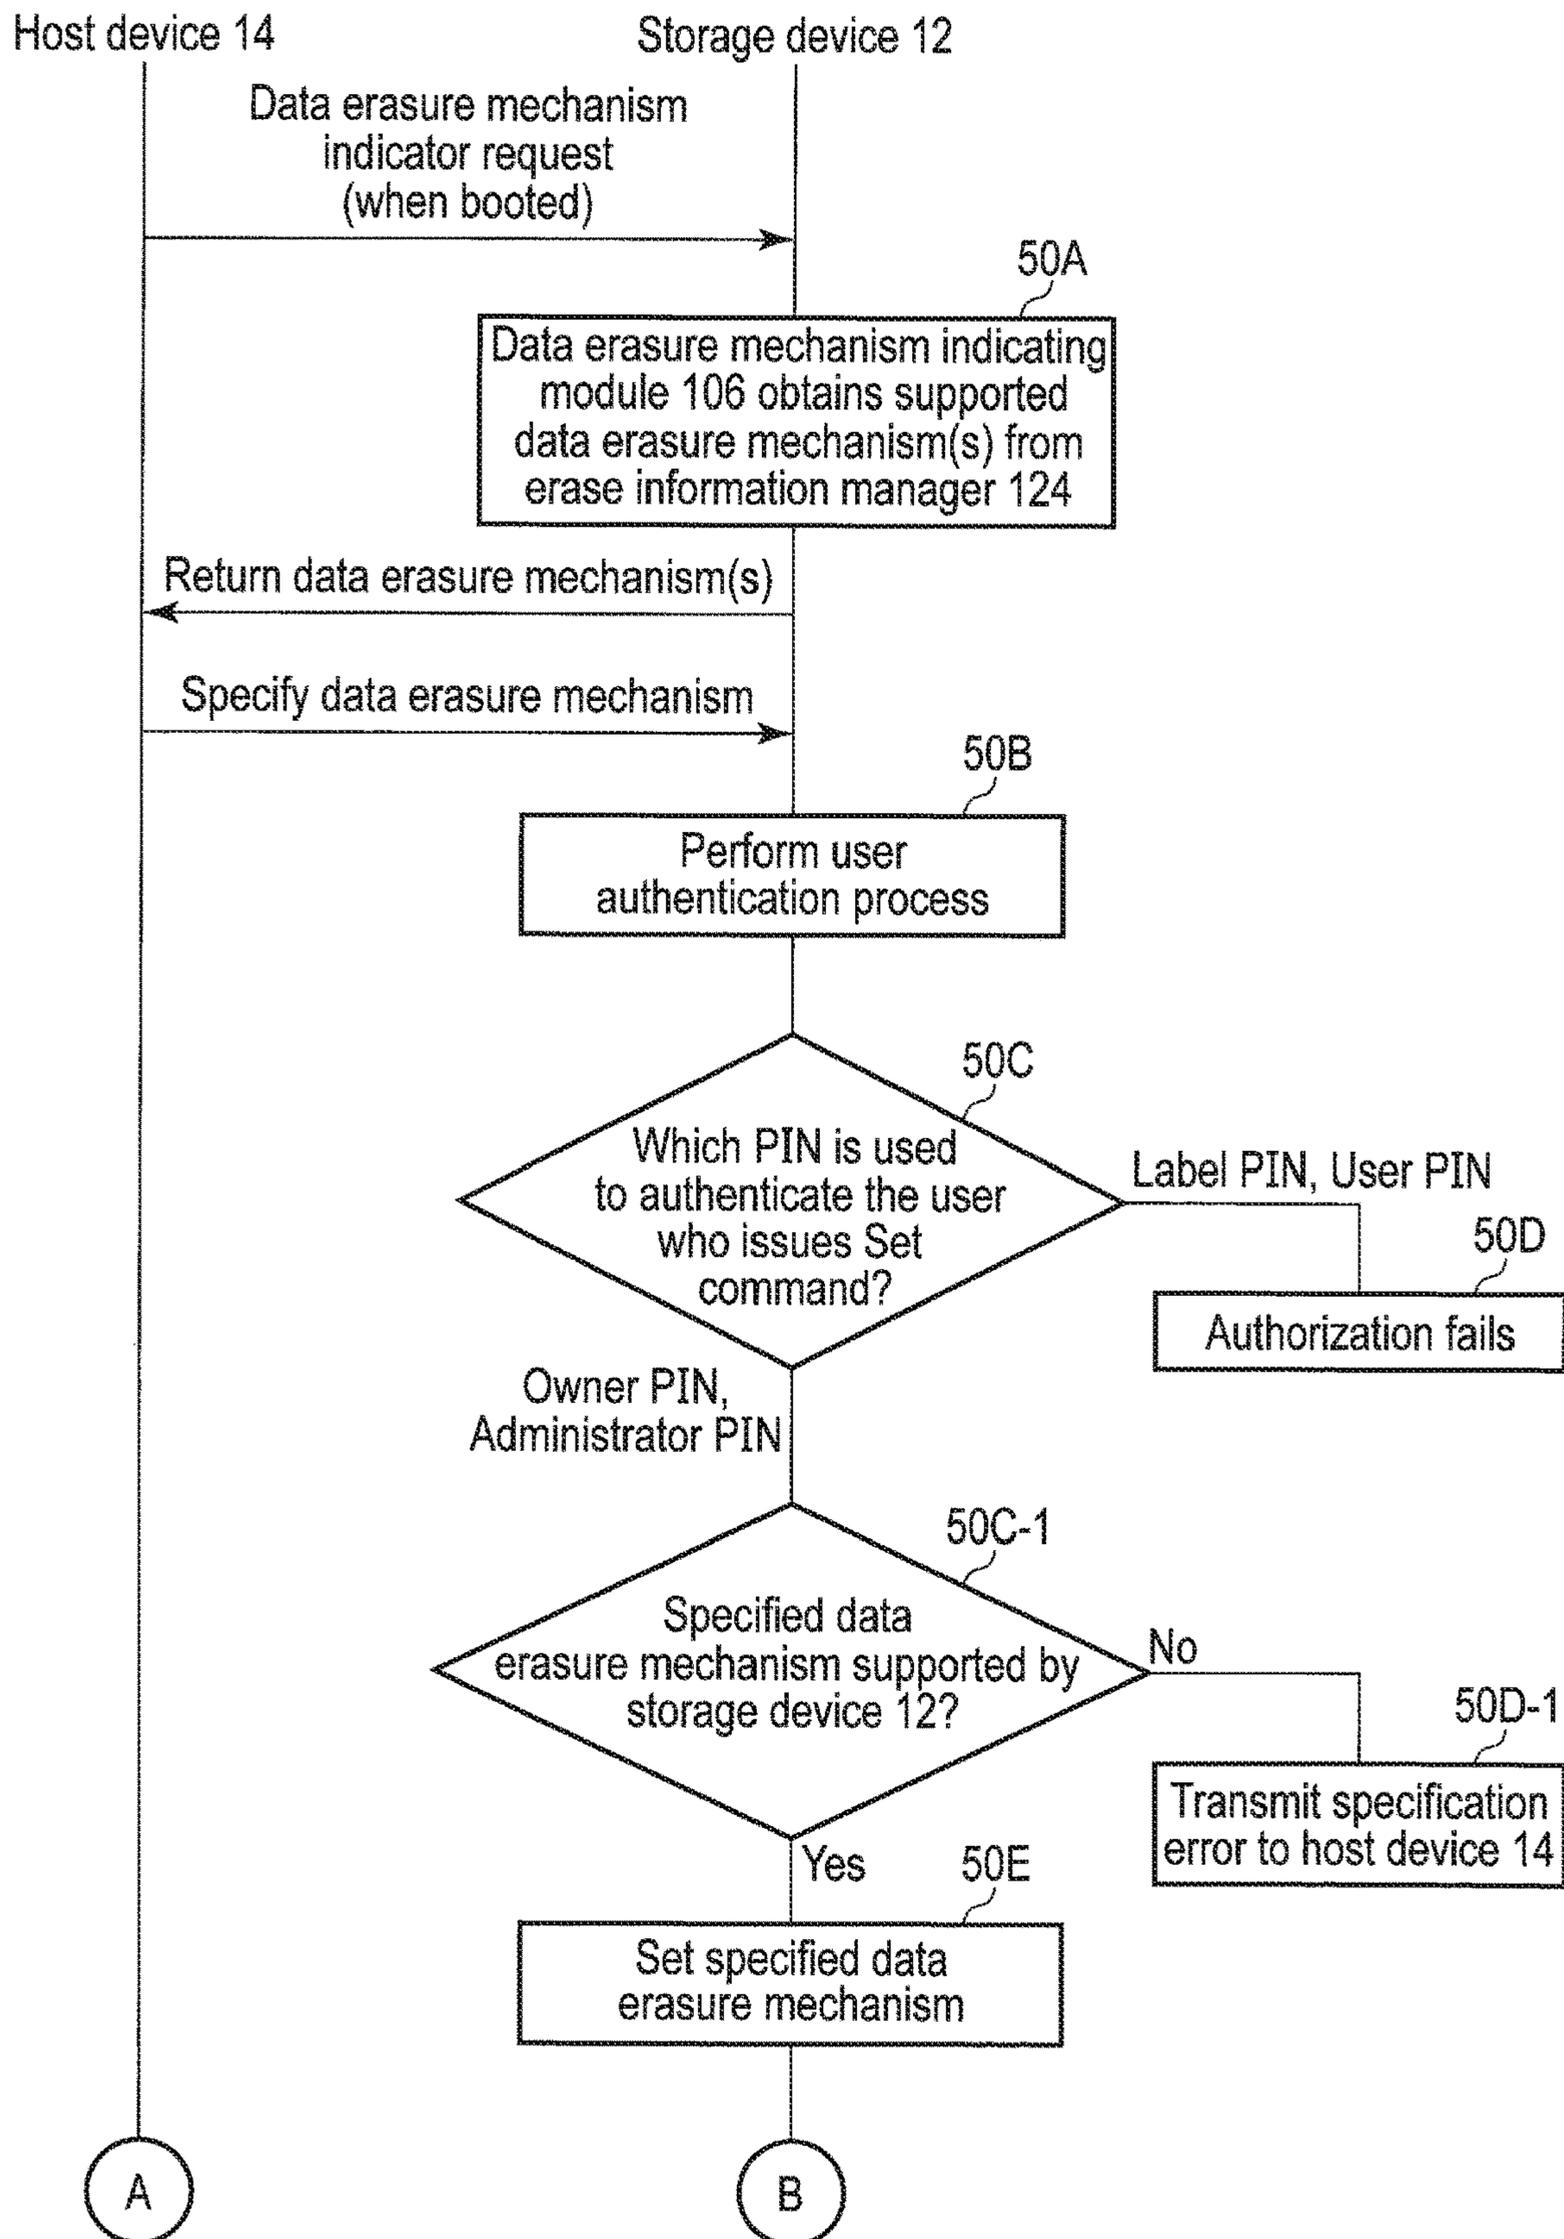 Host device 14
Storage device 12
Data erasure mechanism
indicator request
(when booted)
50A
Data erasure mechanism indicating
module 106 obtains supported
data erasure mechanism(s) from
erase information manager 124
Return data erasure mechanism(s)
Specify data erasure mechanism
50B
Perform user
authentication process
50C
Which PIN is used
to authenticate the user
who issues Set
command?
Label PIN, User PIN
50D
Authorization fails
Owner PIN,
Administrator PIN
50C-1
Specified data
erasure mechanism supported by
storage device 12?
No
50D-1
Transmit specification
error to host device 14
Yes
50E
Set specified data
erasure mechanism
A
B